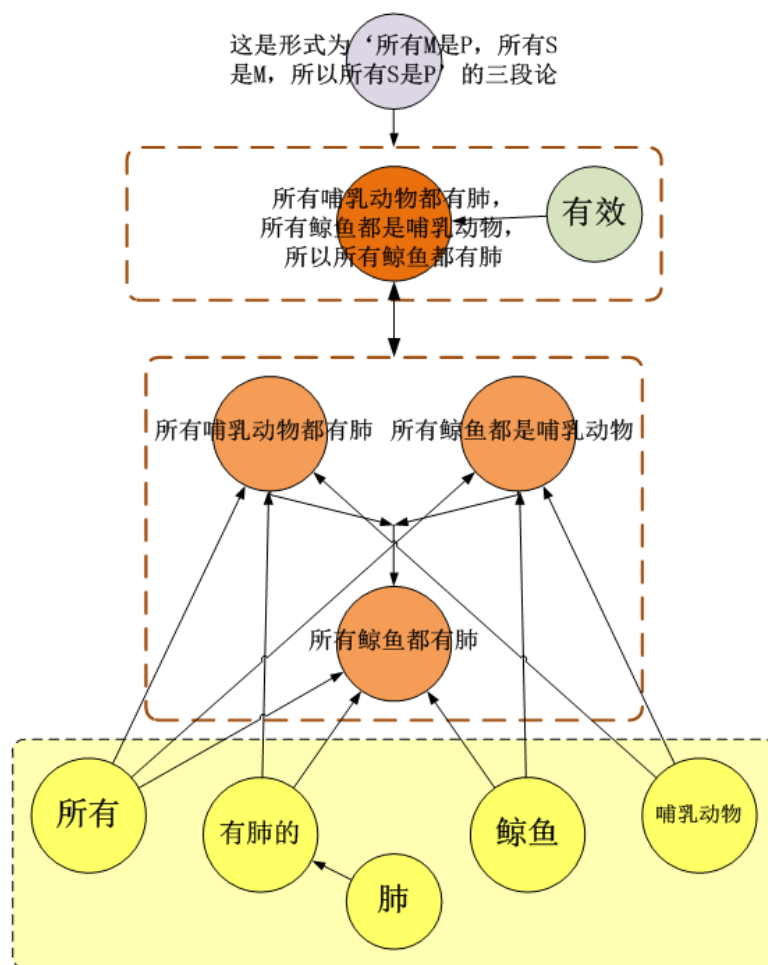 这是形式为‘所有M是P，所有S
是M，所以所有S是P’的三段论
所有哺乳动物都有肺，
所有鲸鱼都是哺乳动物，
所以所有鲸鱼都有肺
有效
所有哺乳动物都有肺
所有鲸鱼都是哺乳动物
所有鲸鱼都有肺
所有
有肺的
鲸鱼
哺乳动物
肺